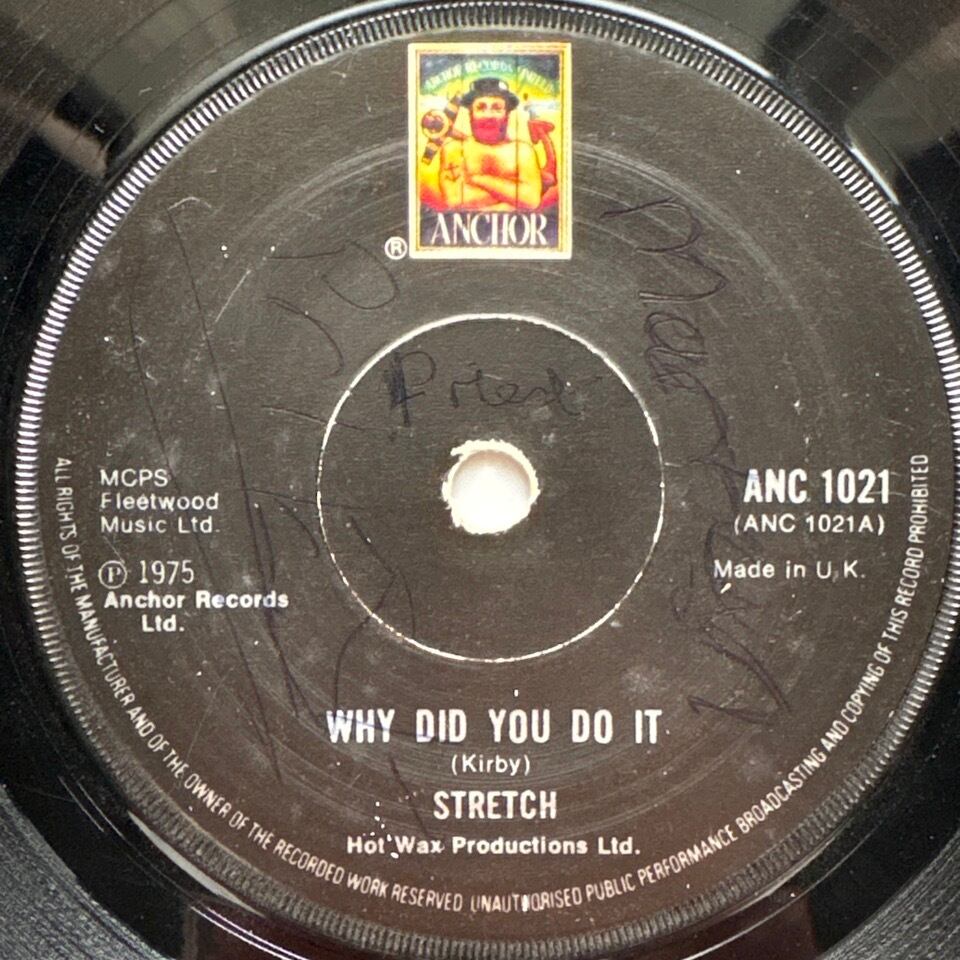 ANCHOR RECORDS LIMITED
ANCHOR
®
Priest
MCPS
Fleetwood
Music Ltd.
Ⓟ 1975
Anchor Records
Ltd.
ANC 1021
(ANC 1021A)
Made in U.K.
WHY DID YOU DO IT
(Kirby)
STRETCH
Hot Wax Productions Ltd.
ALL RIGHTS OF THE MANUFACTURER AND OF THE OWNER OF THE RECORDED WORK RESERVED UNAUTHORISED PUBLIC PERFORMANCE BROADCASTING AND COPYING OF THIS RECORD PROHIBITED